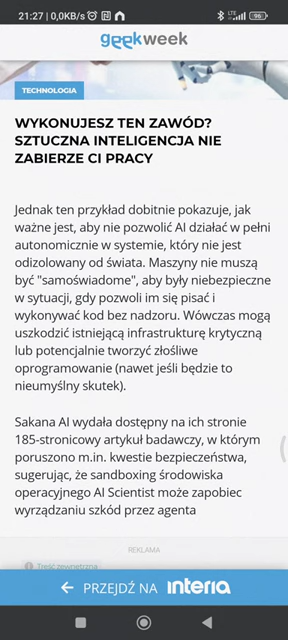 21:27 | 0,0KB/s
LTE
95
geekweek
TECHNOLOGIA
WYKONUJESZ TEN ZAWÓD?
SZTUCZNA INTELIGENCJA NIE
ZABIERZE CI PRACY
Jednak ten przykład dobitnie pokazuje, jak
ważne jest, aby nie pozwolić AI działać w pełni
autonomicznie w systemie, który nie jest
odizolowany od świata. Maszyny nie muszą
być "samoświadome", aby były niebezpieczne
w sytuacji, gdy pozwoli im się pisać i
wykonywać kod bez nadzoru. Wówczas mogą
uszkodzić istniejącą infrastrukturę krytyczną
lub potencjalnie tworzyć złośliwe
oprogramowanie (nawet jeśli będzie to
nieumyślny skutek).
Sakana AI wydała dostępny na ich stronie
185-stronicowy artykuł badawczy, w którym
poruszono m.in. kwestie bezpieczeństwa,
sugerując, że sandboxing środowiska
operacyjnego AI Scientist może zapobiec
wyrządzaniu szkód przez agenta
REKLAMA
Treść zewnętrzna
← PRZEJDŹ NA interia